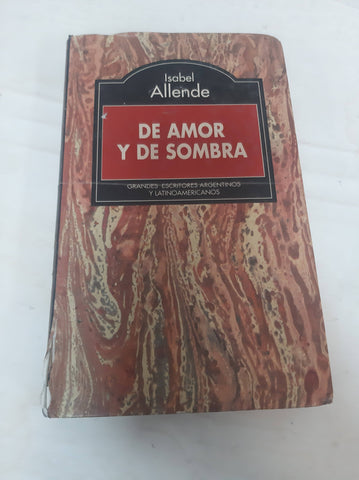 Isabel
Allende
DE AMOR
Y DE SOMBRA
GRANDES ESCRITORES ARGENTINOS
Y LATINOAMERICANOS